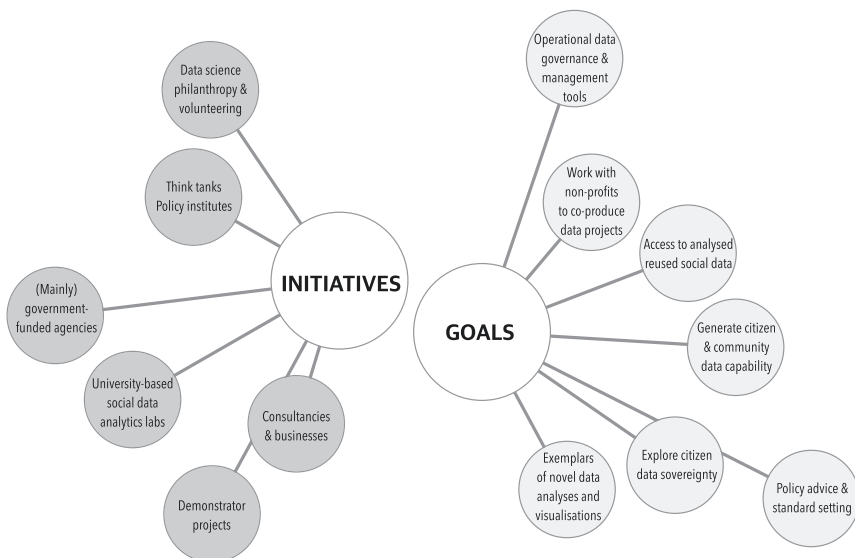 Data science
philanthropy &
volunteering
Think tanks
Policy institutes
(Mainly)
government-
funded agencies
University-based
social data
analytics labs
Consultancies
& businesses
Demonstrator
projects
INITIATIVES
Operational data
governance &
management
tools
Work with
non-profits
to co-produce
data projects
Access to analysed
reused social data
Generate citizen
& community
data capability
GOALS
Exemplars
of novel data
analyses and
visualisations
Explore citizen
data sovereignty
Policy advice &
standard setting